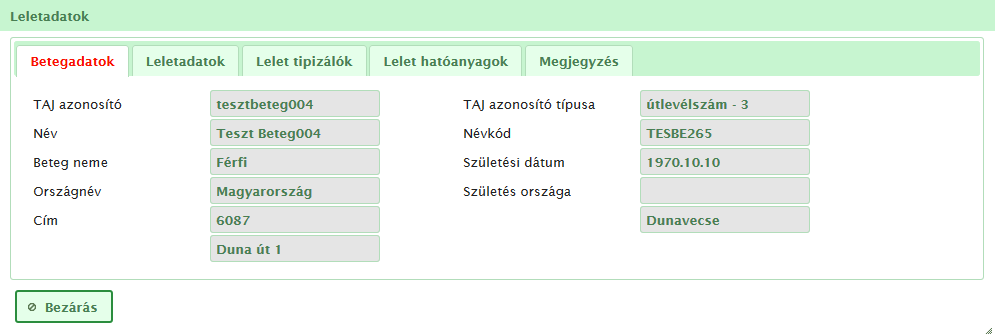 Leletadatok
Betegadatok Leletadatok Lelet tipizálók Lelet hatóanyagok Megjegyzés
TAJ azonosító tesztbeteg004 TAJ azonosító típusa útlevélszám - 3
Név Teszt Beteg004 Névkód TESBE265
Beteg neme Férfi Születési dátum 1970.10.10
Országnév Magyarország Születés országa
Cím 6087 Dunavecse
Duna út 1
Bezárás